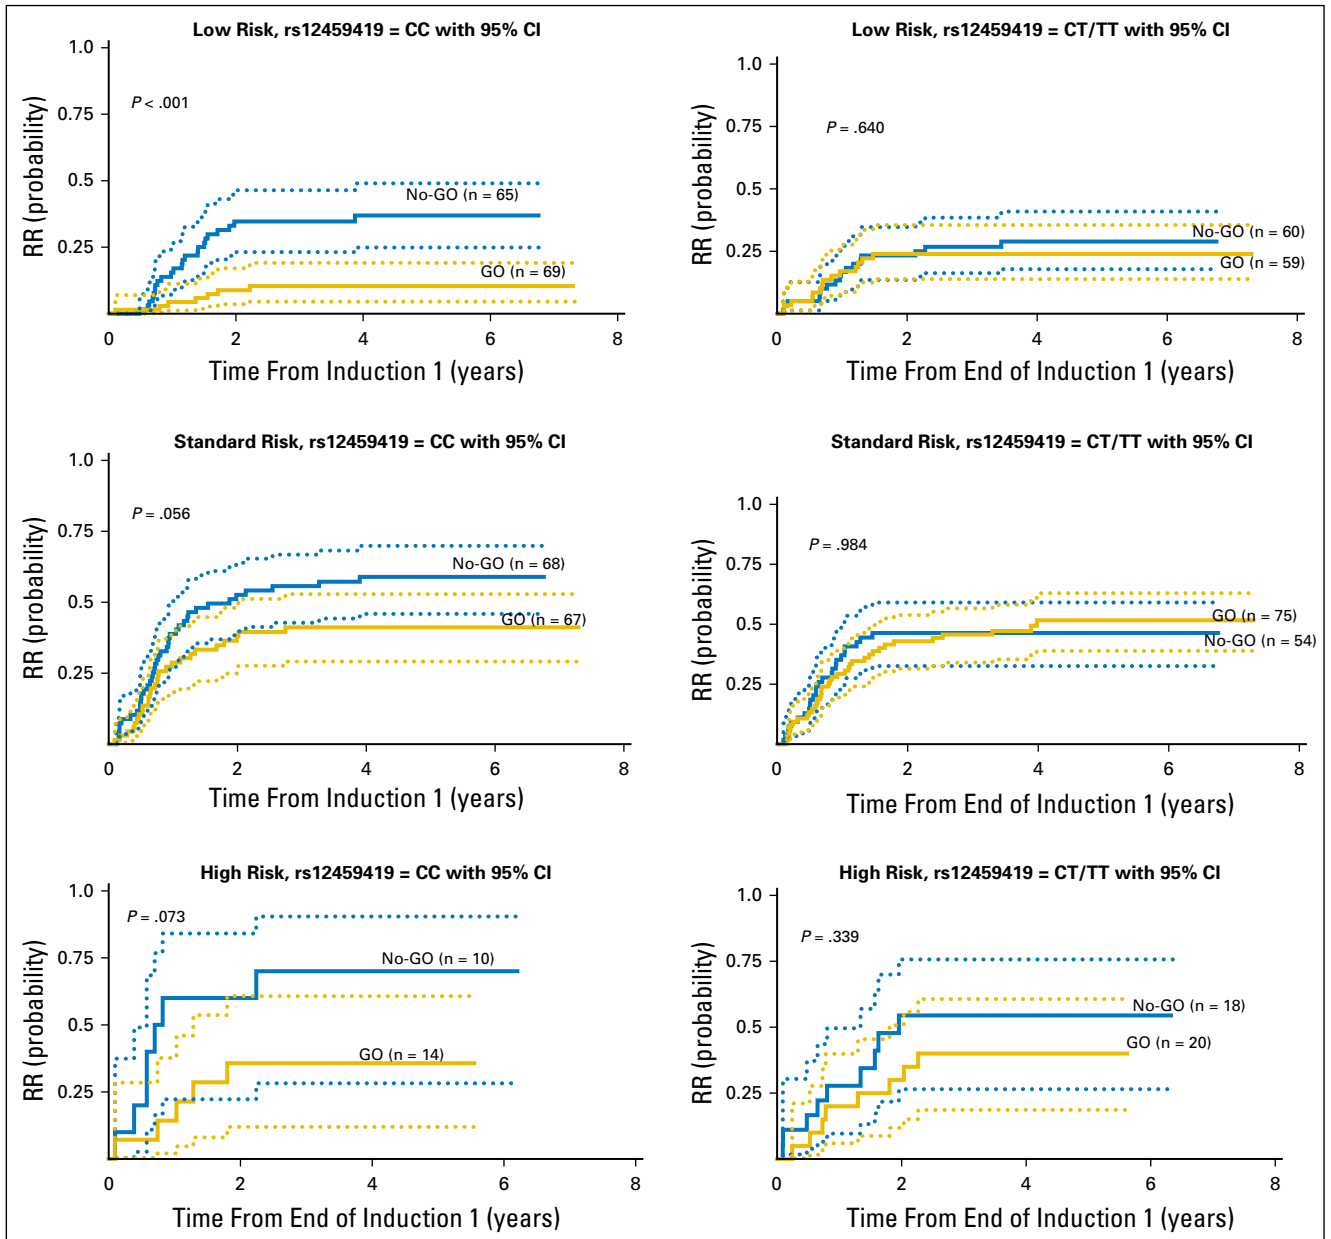 Low Risk, rs12459419 = CC with 95% CI
1.0
0.75
0.5
0.25
RR (probability)
P < .001
No-GO (n = 65)
GO (n = 69)
0 2 4 6 8
Time From Induction 1 (years)
Low Risk, rs12459419 = CT/TT with 95% CI
1.0
0.75
0.5
0.25
RR (probability)
P = .640
No-GO (n = 60)
GO (n = 59)
0 2 4 6 8
Time From End of Induction 1 (years)
Standard Risk, rs12459419 = CC with 95% CI
1.0
0.75
0.5
0.25
RR (probability)
P = .056
No-GO (n = 68)
GO (n = 67)
0 2 4 6 8
Time From Induction 1 (years)
Standard Risk, rs12459419 = CT/TT with 95% CI
1.0
0.75
0.5
0.25
RR (probability)
P = .984
GO (n = 75)
No-GO (n = 54)
0 2 4 6 8
Time From End of Induction 1 (years)
High Risk, rs12459419 = CC with 95% CI
1.0
0.75
0.5
0.25
RR (probability)
P = .073
No-GO (n = 10)
GO (n = 14)
0 2 4 6 8
Time From End of Induction 1 (years)
High Risk, rs12459419 = CT/TT with 95% CI
1.0
0.75
0.5
0.25
RR (probability)
P = .339
No-GO (n = 18)
GO (n = 20)
0 2 4 6 8
Time From End of Induction 1 (years)